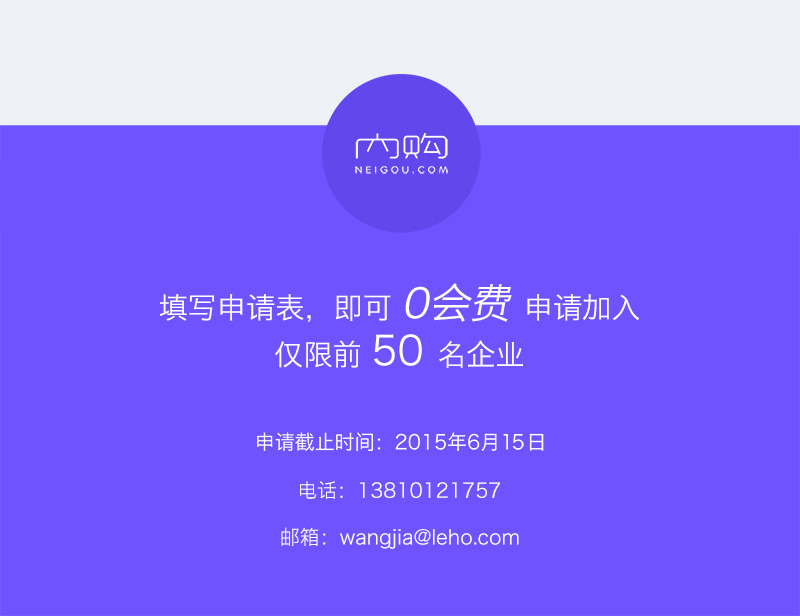 内购
NEIGOU.COM
填写申请表，即可 0会费 申请加入
仅限前 50 名企业
申请截止时间：2015年6月15日
电话：13810121757
邮箱：wangjia@leho.com